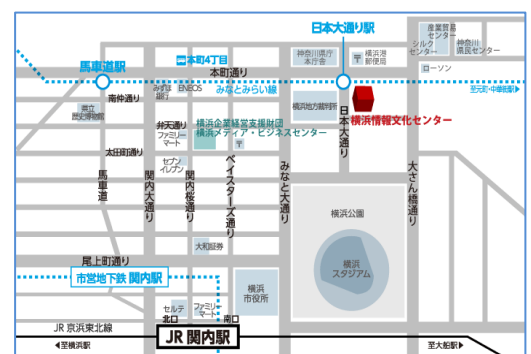 日本大通り駅
産業貿易
センター
シルク
センター
神奈川
県民センター
神奈川県庁
本庁舎
横浜港
郵便局
ローソン
本町4丁目
馬車道駅
本町通り
みなとみらい線
至元町・中華街駅▶
みずほ
銀行
ENEOS
南仲通り
県立
歴史博物館
横浜地方裁判所
日本大通り
横浜情報文化センター
弁天通り
ファミリー
マート
横浜企業経営支援財団
横浜メディア・ビジネスセンター
太田町通り
セブン
イレブン
馬車道
関内大通り
関内桜通り
ベイスターズ通り
みなと大通り
大さん橋通り
横浜公園
大和証券
尾上町通り
横浜
スタジアム
市営地下鉄 関内駅
横浜
市役所
セルテ
ファミリー
マート
北口
南口
JR 京浜東北線
JR 関内駅
◀至横浜駅
至大船駅▶